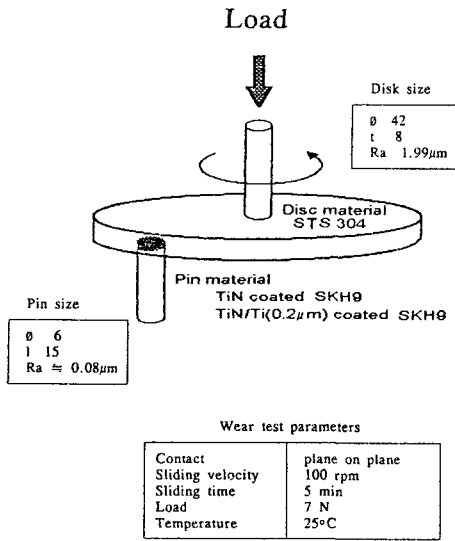 Load
Disk size
ø 42
t 8
Ra 1.99μm
Disc material
STS 304
Pin material
TiN coated SKH9
TiN/Ti(0.2μm) coated SKH9
Pin size
ø 6
l 15
Ra ≒ 0.08μm
Wear test parameters
Contact plane on plane
Sliding velocity 100 rpm
Sliding time 5 min
Load 7 N
Temperature 25°C